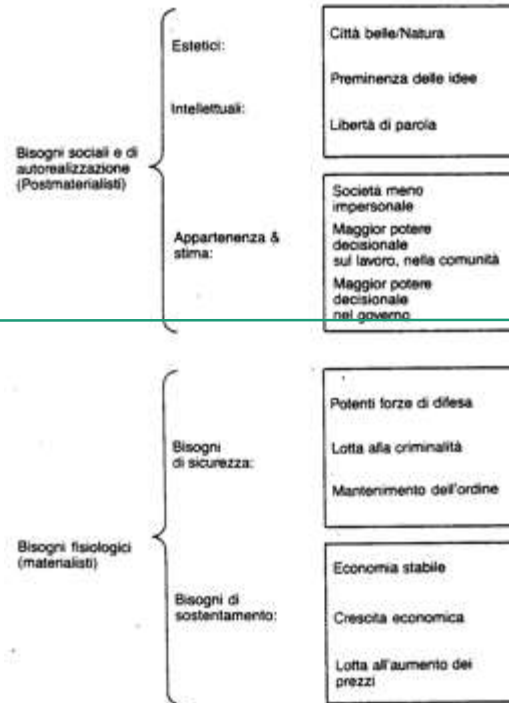 Bisogni sociali e di
autorealizzazione
(Postmaterialisti)
Estetici:
Intellettuali:
Città belle/Natura
Preminenza delle idee
Libertà di parola
Appartenenza &
stima:
Società meno
impersonale
Maggior potere
decisionale
sul lavoro, nella comunità
Maggior potere
decisionale
nel governo
Bisogni fisiologici
(materialisti)
Bisogni
di sicurezza:
Potenti forze di difesa
Lotta alla criminalità
Mantenimento dell'ordine
Bisogni di
sostentamento:
Economia stabile
Crescita economica
Lotta all'aumento dei
prezzi